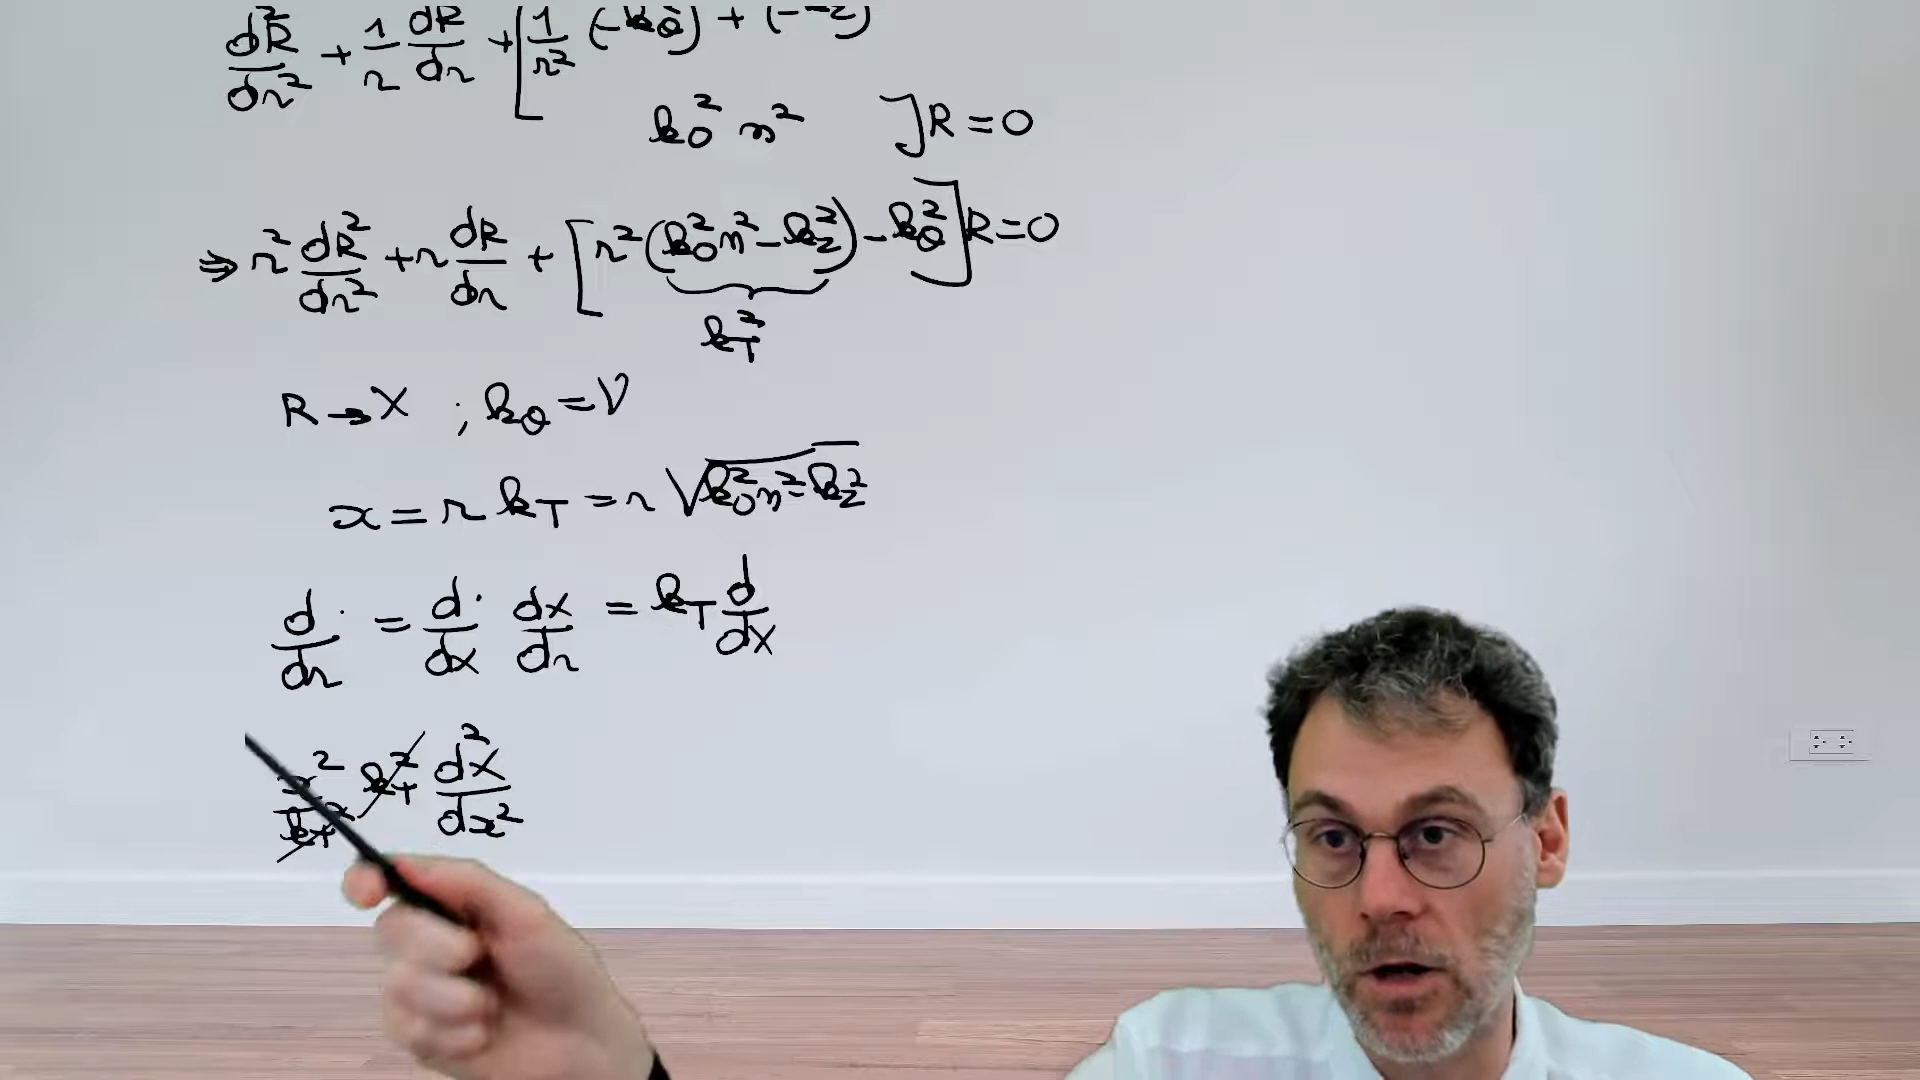 d²R/dr² + 1/r dR/dr + [1/r² (-kθ²) + (-kz²)
k₀² n² ]R = 0
⇒ r² dR²/dr² + r dR/dr + [r² (k₀²n² - kz²) - kθ²]R = 0
kT²
R → X ; kθ = ν
x = r kT = r √(k₀²n² - kz²)
d·/dr = d·/dx dx/dr = kT d/dx
x²/kT² kT² d²X/dx²